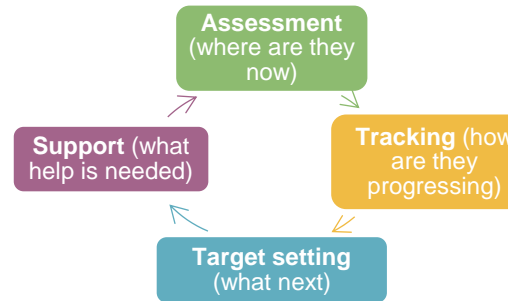 Assessment
(where are they
now)
Tracking (how
are they
progressing)
Target setting
(what next)
Support (what
help is needed)